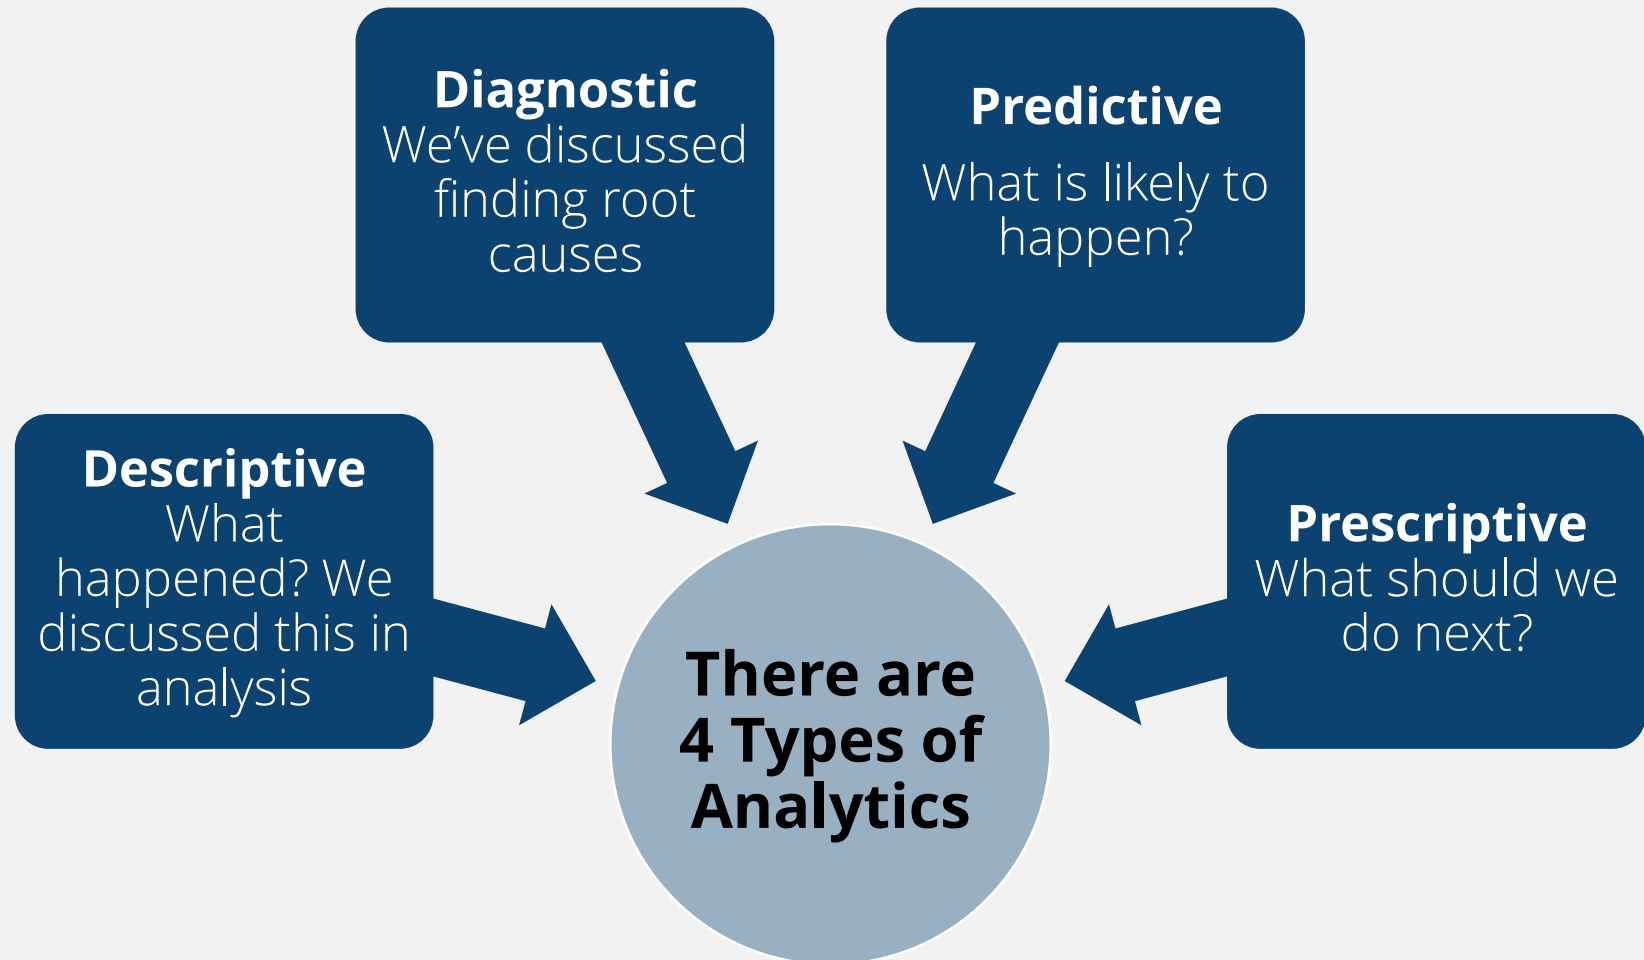 Diagnostic
We’ve discussed
finding root
causes
Predictive
What is likely to
happen?
Descriptive
What
happened? We
discussed this in
analysis
Prescriptive
What should we
do next?
There are
4 Types of
Analytics